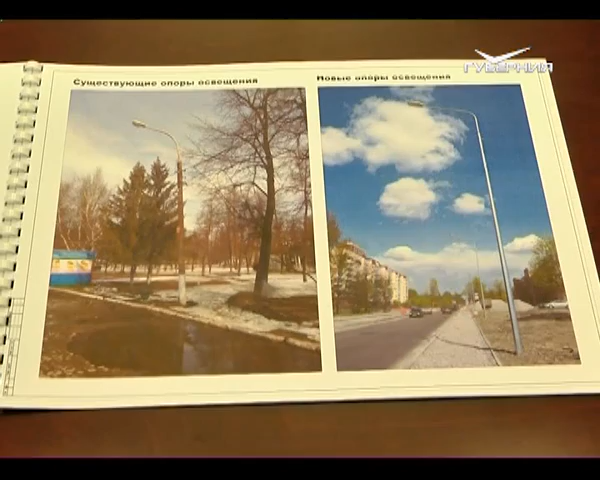 ГУБЕРНИЯ
Существующие опоры освещения
Новые опоры освещения